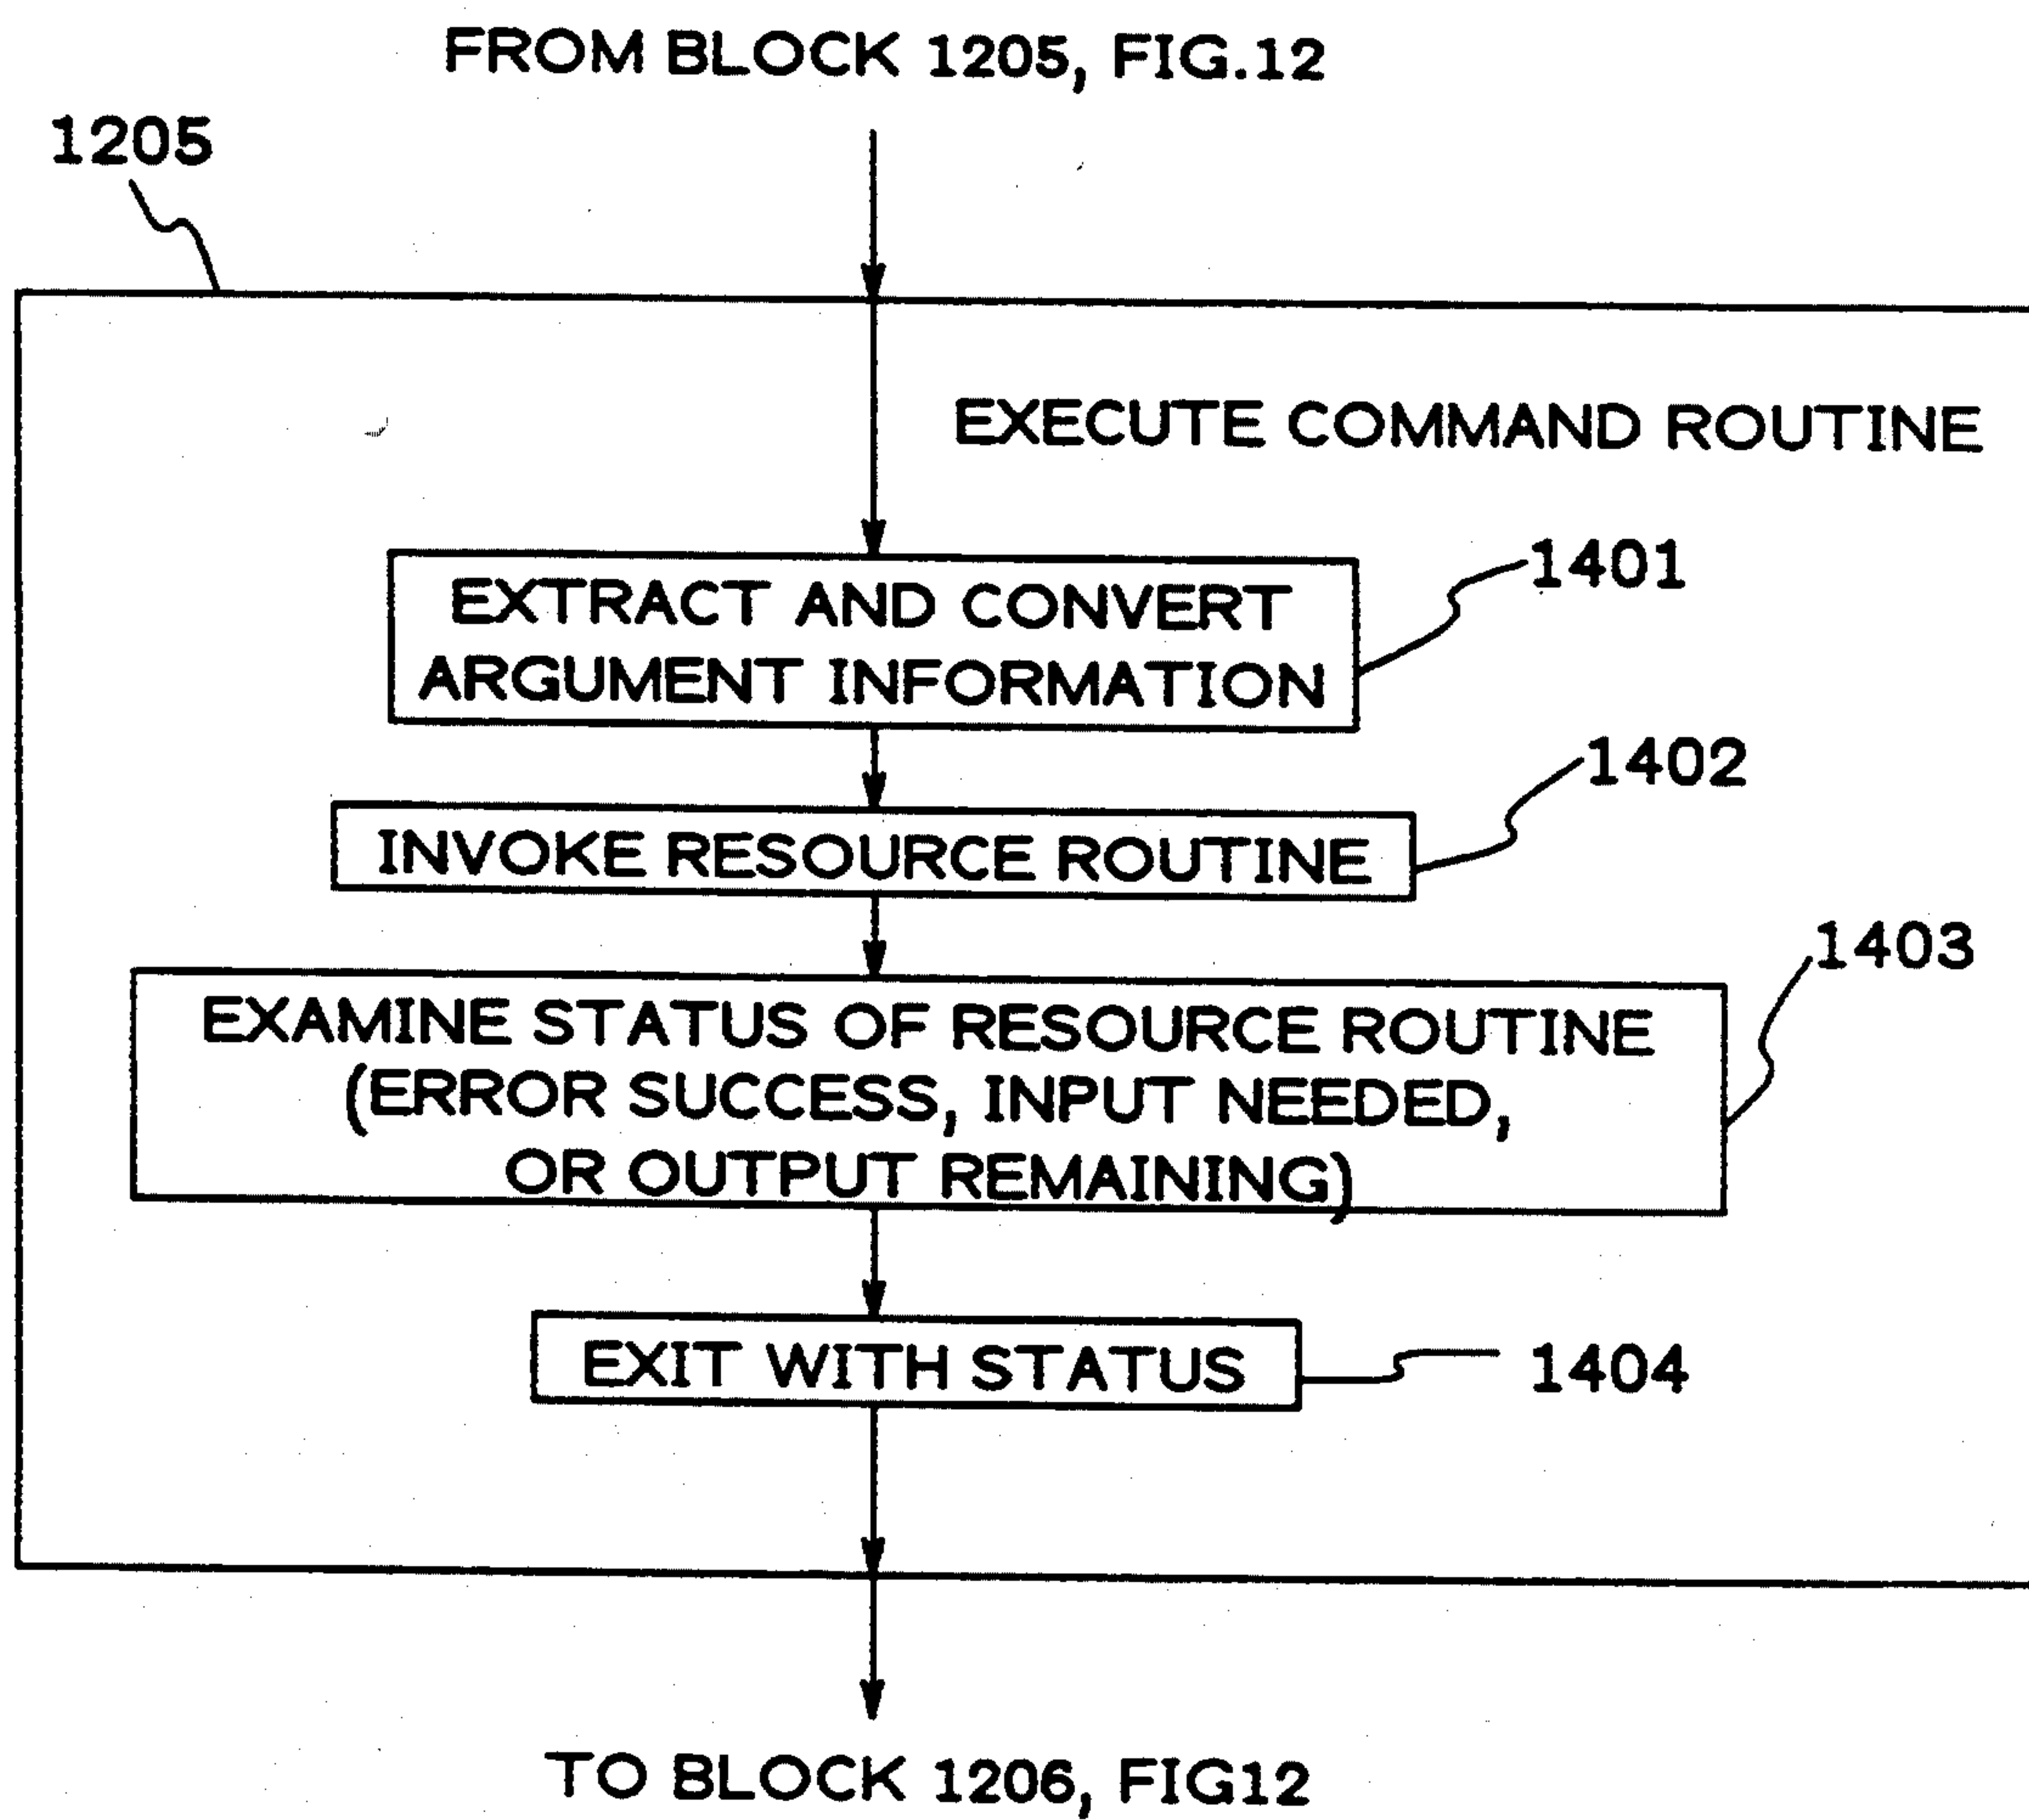 FROM BLOCK 1205, FIG.12
1205
EXECUTE COMMAND ROUTINE
EXTRACT AND CONVERT
ARGUMENT INFORMATION
1401
INVOKE RESOURCE ROUTINE
1402
EXAMINE STATUS OF RESOURCE ROUTINE
(ERROR SUCCESS, INPUT NEEDED,
OR OUTPUT REMAINING)
1403
EXIT WITH STATUS
1404
TO BLOCK 1206, FIG12